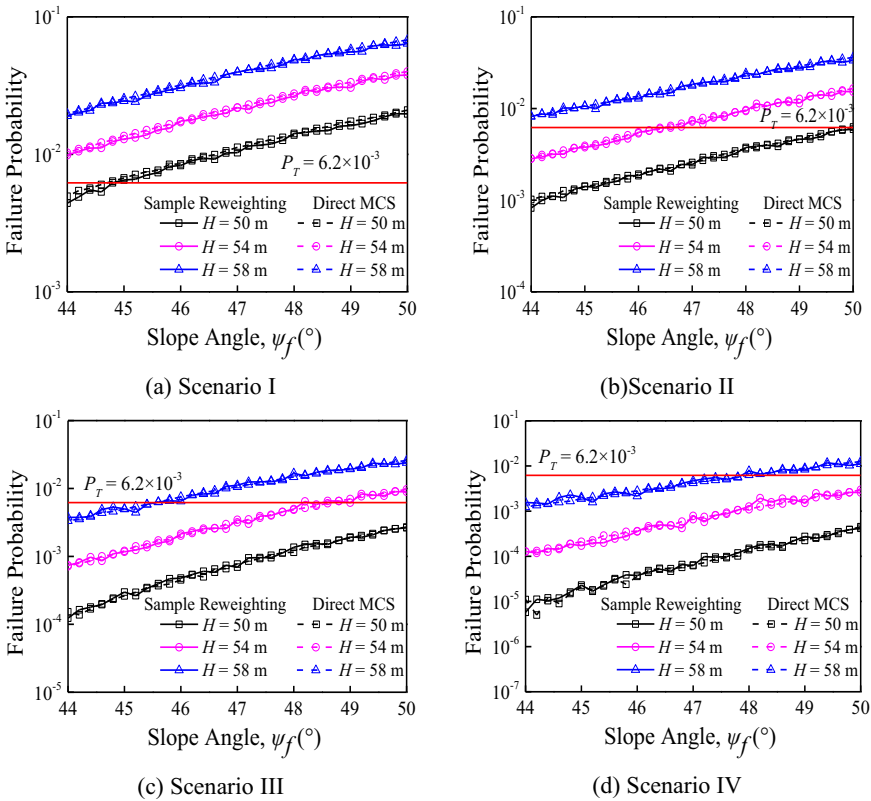 10⁻¹
10⁻²
10⁻³
Failure Probability
P_T = 6.2×10⁻³
Sample Reweighting Direct MCS
H = 50 m H = 50 m
H = 54 m H = 54 m
H = 58 m H = 58 m
44 45 46 47 48 49 50
Slope Angle, ψ_f(°)
(a) Scenario I
10⁻¹
10⁻²
10⁻³
10⁻⁴
Failure Probability
P_T = 6.2×10⁻³
Sample Reweighting Direct MCS
H = 50 m H = 50 m
H = 54 m H = 54 m
H = 58 m H = 58 m
44 45 46 47 48 49 50
Slope Angle, ψ_f(°)
(b)Scenario II
10⁻¹
10⁻²
10⁻³
10⁻⁴
10⁻⁵
Failure Probability
P_T = 6.2×10⁻³
Sample Reweighting Direct MCS
H = 50 m H = 50 m
H = 54 m H = 54 m
H = 58 m H = 58 m
44 45 46 47 48 49 50
Slope Angle, ψ_f(°)
(c) Scenario III
10⁻¹
10⁻²
10⁻³
10⁻⁴
10⁻⁵
10⁻⁶
10⁻⁷
Failure Probability
P_T = 6.2×10⁻³
Sample Reweighting Direct MCS
H = 50 m H = 50 m
H = 54 m H = 54 m
H = 58 m H = 58 m
44 45 46 47 48 49 50
Slope Angle, ψ_f(°)
(d) Scenario IV